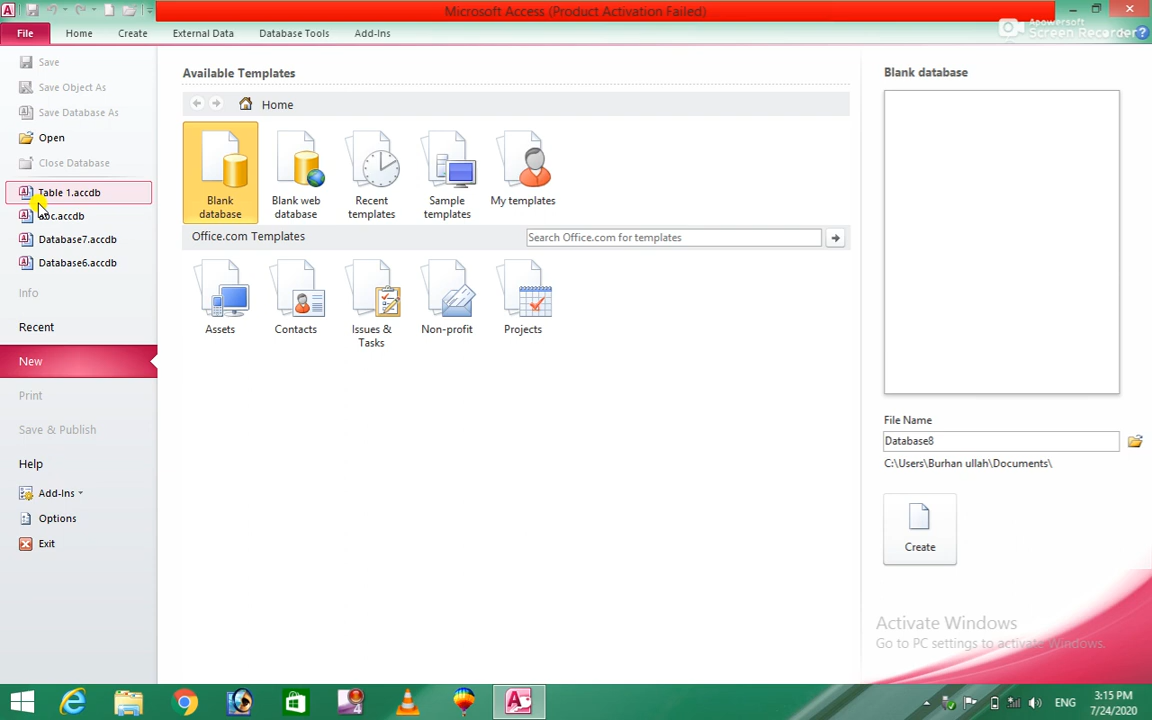 Microsoft Access (Product Activation Failed)
Apowersoft
Screen Recorder
File
Home
Create
External Data
Database Tools
Add-Ins
Save
Save Object As
Save Database As
Open
Close Database
Table 1.accdb
abc.accdb
Database7.accdb
Database6.accdb
Info
Recent
New
Print
Save & Publish
Help
Add-Ins
Options
Exit
Available Templates
Home
Blank
database
Blank web
database
Recent
templates
Sample
templates
My templates
Office.com Templates
Search Office.com for templates
Assets
Contacts
Issues &
Tasks
Non-profit
Projects
Blank database
File Name
Database8
C:\Users\Burhan ullah\Documents\
Create
Activate Windows
Go to PC settings to activate Windows.
ENG
3:15 PM
7/24/2020